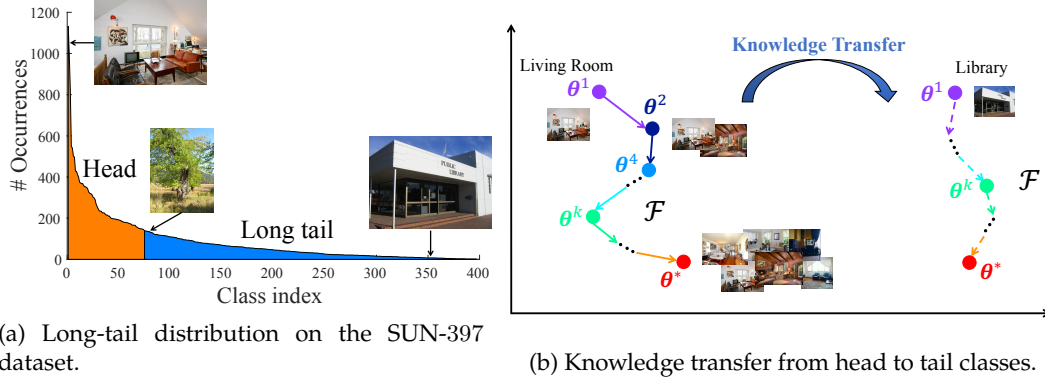 1200
1000
800
600
400
200
0
# Occurrences
Head
Long tail
PUBLIC
LIBRARY
0 50 100 150 200 250 300 350 400
Class index
(a) Long-tail distribution on the SUN-397
dataset.
Knowledge Transfer
Living Room
θ¹
θ²
θ⁴
θᵏ
ℱ
θ*
Library
θ¹
θᵏ
ℱ
θ*
(b) Knowledge transfer from head to tail classes.